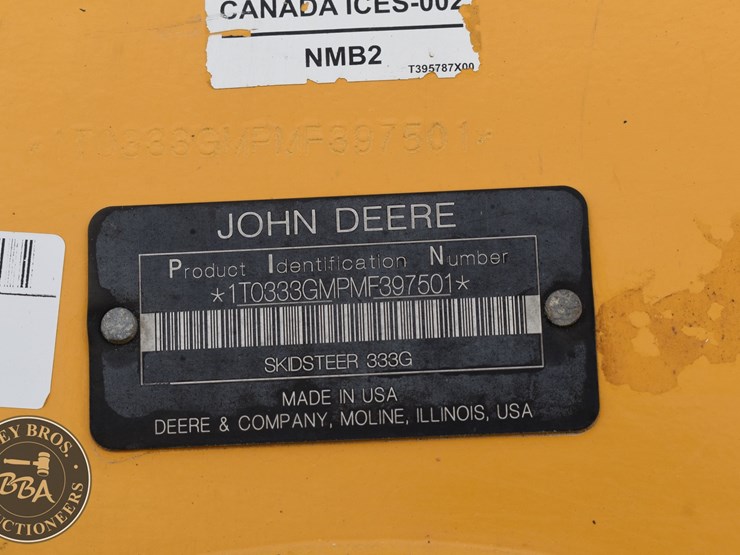 CANADA ICES-002
NMB2
T395787X00
*1T0333GMPMF397501*
JOHN DEERE
Product Identification Number
*1T0333GMPMF397501*
SKIDSTEER 333G
MADE IN USA
DEERE & COMPANY, MOLINE, ILLINOIS, USA
BROS.
BBA